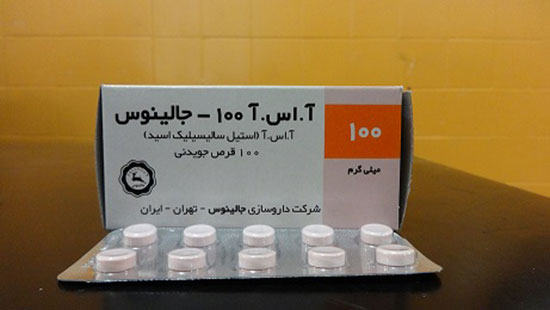 آ.اس.آ ۱۰۰ - جالینوس
آ.اس.آ (استیل سالیسیلیک اسید)
۱۰۰ قرص جویدنی
۱۰۰
میلی گرم
شرکت داروسازی جالینوس - تهران - ایران